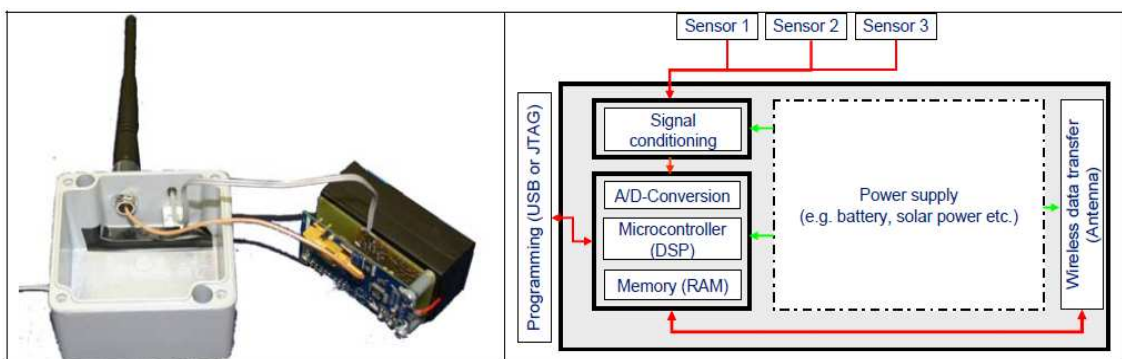 Sensor 1
Sensor 2
Sensor 3
Programming (USB or JTAG)
Signal
conditioning
A/D-Conversion
Microcontroller
(DSP)
Memory (RAM)
Power supply
(e.g. battery, solar power etc.)
Wireless data transfer
(Antenna)